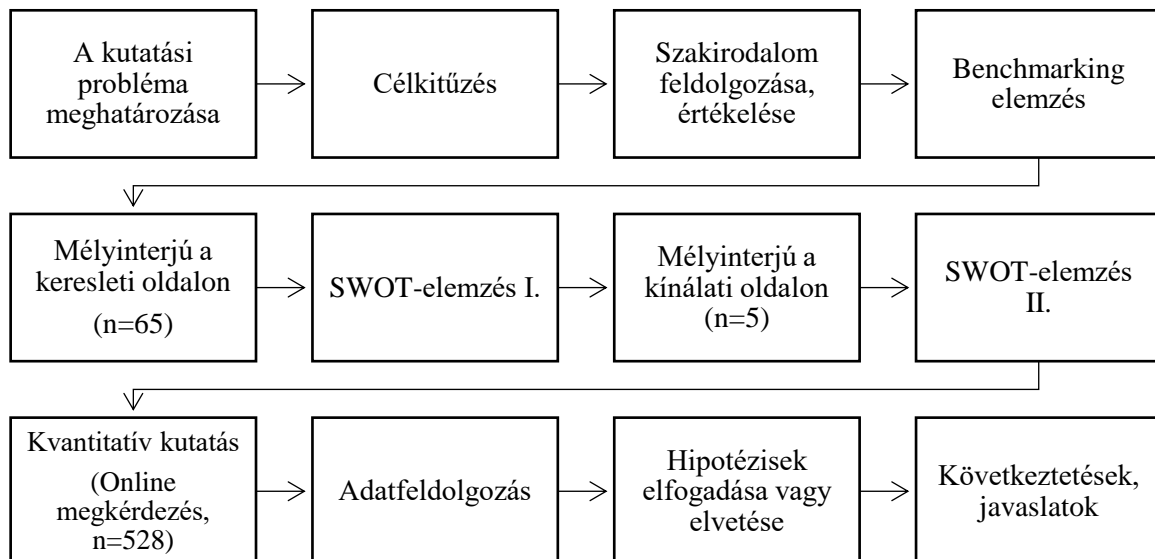 A kutatási
probléma
meghatározása
Célkitűzés
Szakirodalom
feldolgozása,
értékelése
Benchmarking
elemzés
Mélyinterjú a
keresleti oldalon
(n=65)
SWOT-elemzés I.
Mélyinterjú a
kínálati oldalon
(n=5)
SWOT-elemzés
II.
Kvantitatív kutatás
(Online
megkérdezés,
n=528)
Adatfeldolgozás
Hipotézisek
elfogadása vagy
elvetése
Következtetések,
javaslatok